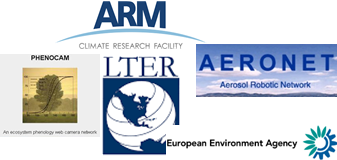 ARM
CLIMATE RESEARCH FACILITY
PHENOCAM
An ecosystem phenology web camera network
LTER
AERONET
Aerosol Robotic Network
European Environment Agency